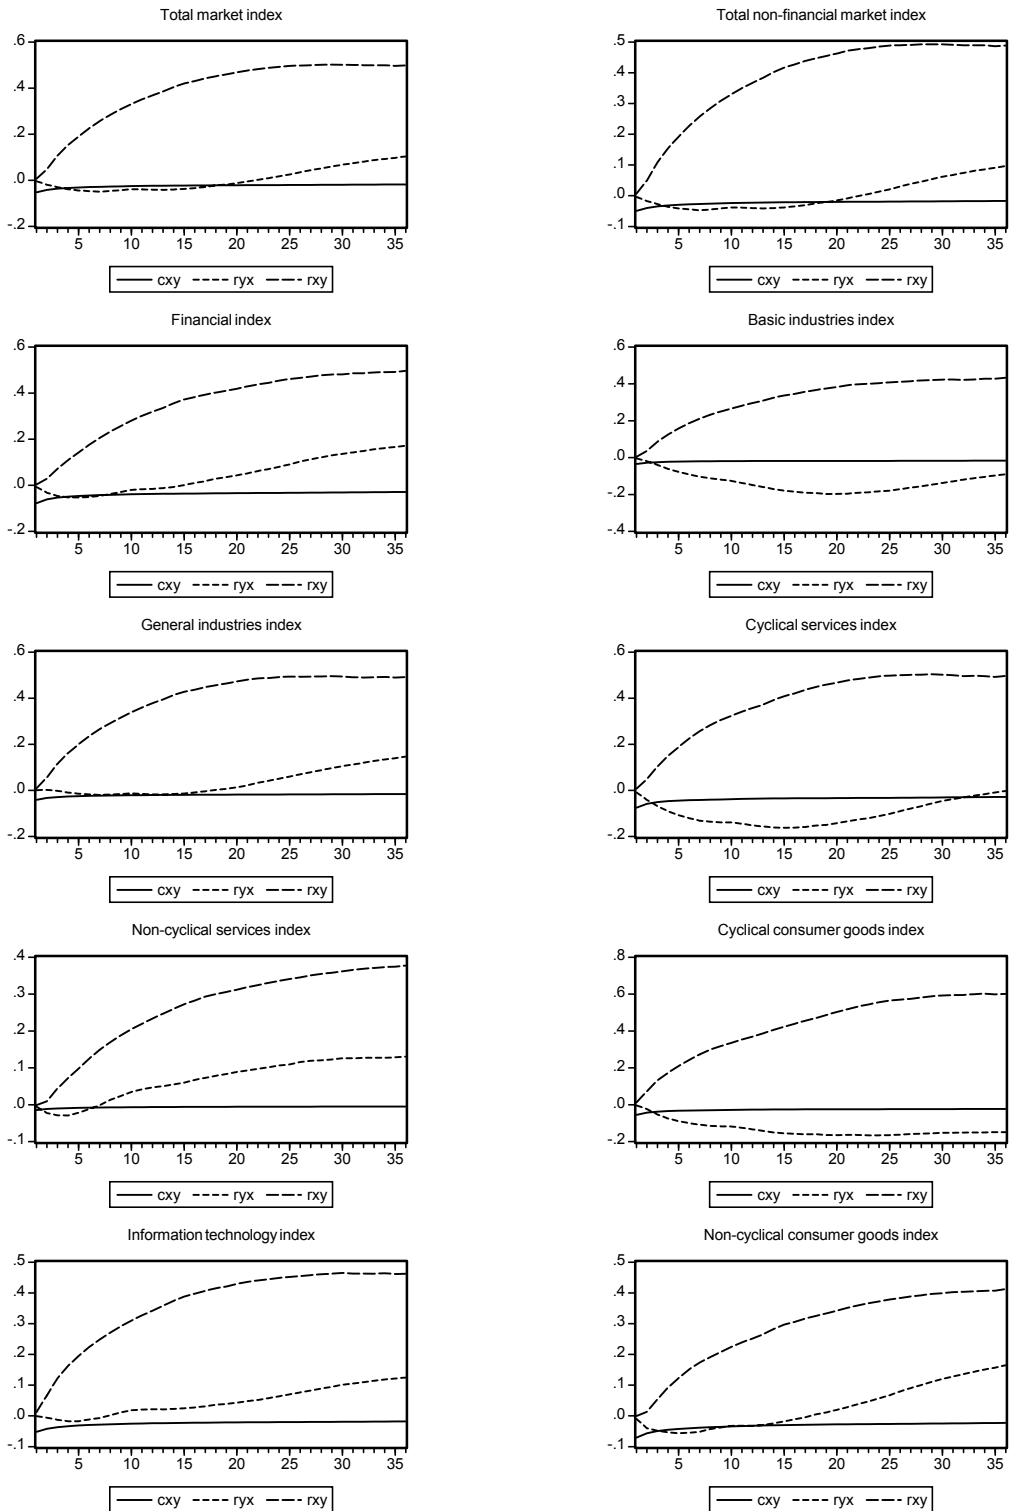 Total market index
.6
.4
.2
.0
-.2
5 10 15 20 25 30 35
cxy ryx rxy
Total non-financial market index
.5
.4
.3
.2
.1
.0
-.1
5 10 15 20 25 30 35
cxy ryx rxy
Financial index
.6
.4
.2
.0
-.2
5 10 15 20 25 30 35
cxy ryx rxy
Basic industries index
.6
.4
.2
.0
-.2
-.4
5 10 15 20 25 30 35
cxy ryx rxy
General industries index
.6
.4
.2
.0
-.2
5 10 15 20 25 30 35
cxy ryx rxy
Cyclical services index
.6
.4
.2
.0
-.2
5 10 15 20 25 30 35
cxy ryx rxy
Non-cyclical services index
.4
.3
.2
.1
.0
-.1
5 10 15 20 25 30 35
cxy ryx rxy
Cyclical consumer goods index
.8
.6
.4
.2
.0
-.2
5 10 15 20 25 30 35
cxy ryx rxy
Information technology index
.5
.4
.3
.2
.1
.0
-.1
5 10 15 20 25 30 35
cxy ryx rxy
Non-cyclical consumer goods index
.5
.4
.3
.2
.1
.0
-.1
5 10 15 20 25 30 35
cxy ryx rxy